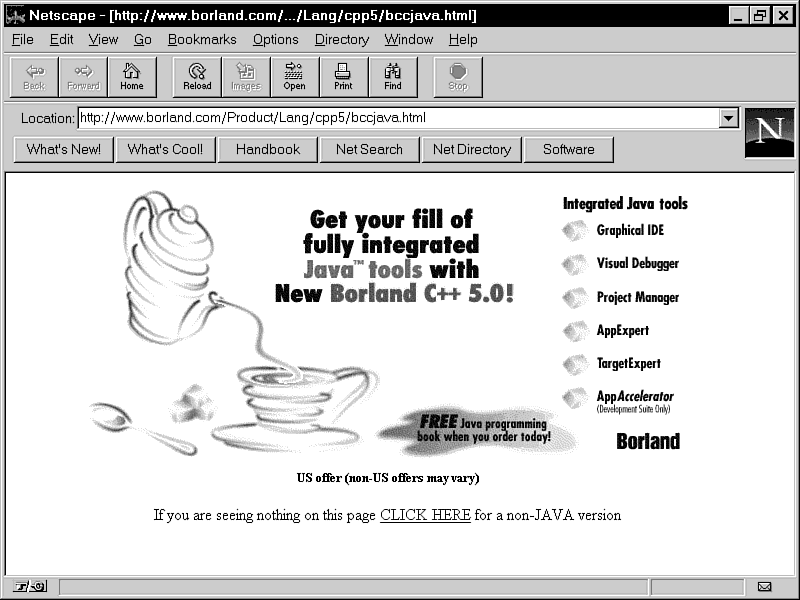 Netscape - [http://www.borland.com/.../Lang/cpp5/bccjava.html]
File Edit View Go Bookmarks Options Directory Window Help
Back Forward Home Reload Images Open Print Find Stop
Location: http://www.borland.com/Product/Lang/cpp5/bccjava.html
N
What's New! What's Cool! Handbook Net Search Net Directory Software
Get your fill of
fully integrated
Java™ tools with
New Borland C++ 5.0!
Integrated Java tools
Graphical IDE
Visual Debugger
Project Manager
AppExpert
TargetExpert
AppAccelerator
(Development Suite Only)
FREE Java programming
book when you order today!
Borland
US offer (non-US offers may vary)
If you are seeing nothing on this page CLICK HERE for a non-JAVA version